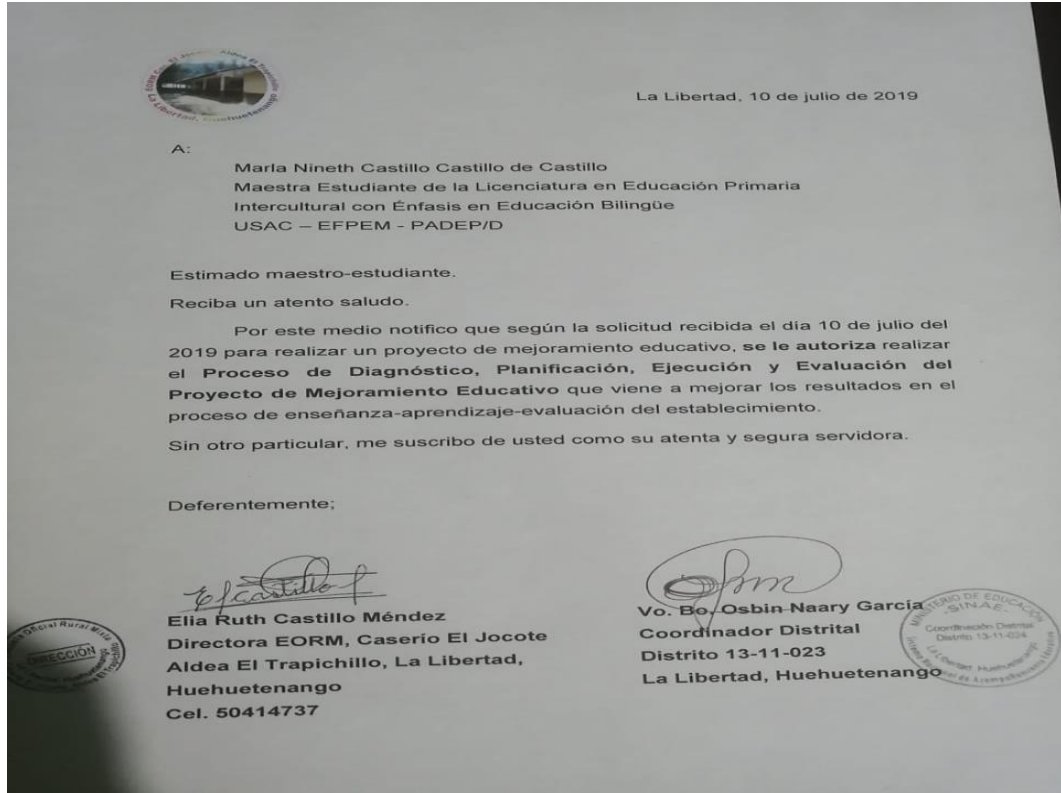 La Libertad, Huehuetenango
La Libertad, 10 de julio de 2019
A:
Marla Nineth Castillo Castillo de Castillo
Maestra Estudiante de la Licenciatura en Educación Primaria
Intercultural con Énfasis en Educación Bilingüe
USAC – EFPEM - PADEP/D
Estimado maestro-estudiante.
Reciba un atento saludo.
Por este medio notifico que según la solicitud recibida el día 10 de julio del
2019 para realizar un proyecto de mejoramiento educativo, se le autoriza realizar
el Proceso de Diagnóstico, Planificación, Ejecución y Evaluación del
Proyecto de Mejoramiento Educativo que viene a mejorar los resultados en el
proceso de enseñanza-aprendizaje-evaluación del establecimiento.
Sin otro particular, me suscribo de usted como su atenta y segura servidora.
Deferentemente;
Elia Ruth Castillo Méndez
Directora EORM, Caserío El Jocote
Aldea El Trapichillo, La Libertad,
Huehuetenango
Cel. 50414737
Vo. Bo. Osbin Naary García
Coordinador Distrital
Distrito 13-11-023
La Libertad, Huehuetenango
DIRECCIÓN
MINISTERIO DE EDUCACIÓN
-SINAE-
Coordinación Distrital
Distrito 13-11-024
La Libertad, Huehuetenango